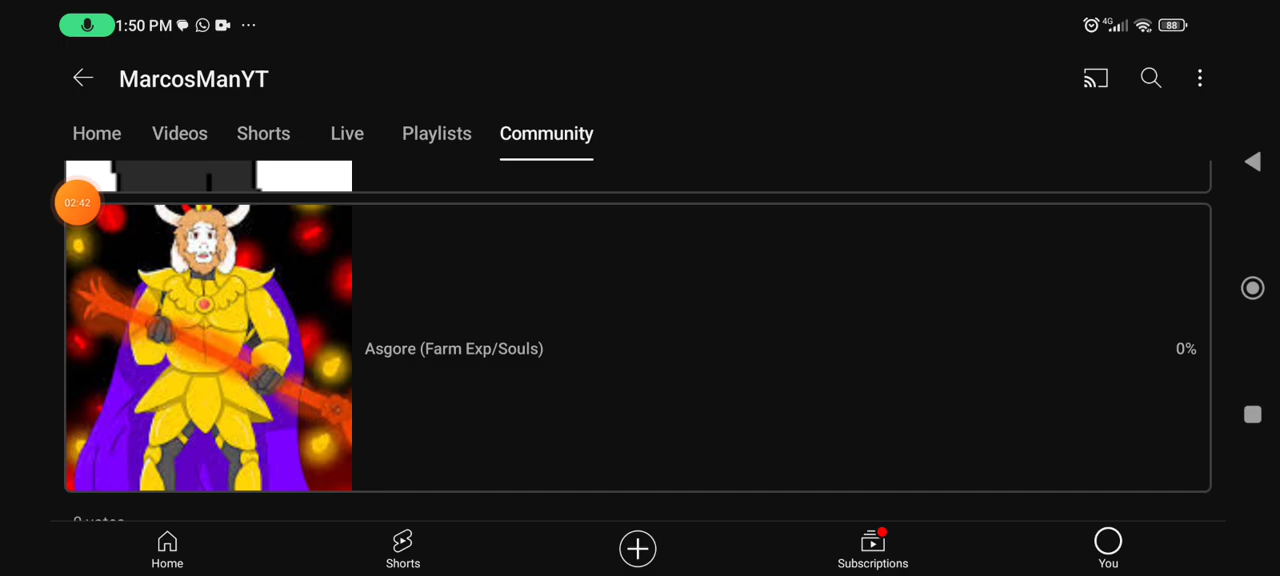 1:50 PM
4G
88
MarcosManYT
Home Videos Shorts Live Playlists Community
02:42
Asgore (Farm Exp/Souls) 0%
Home Shorts Subscriptions You